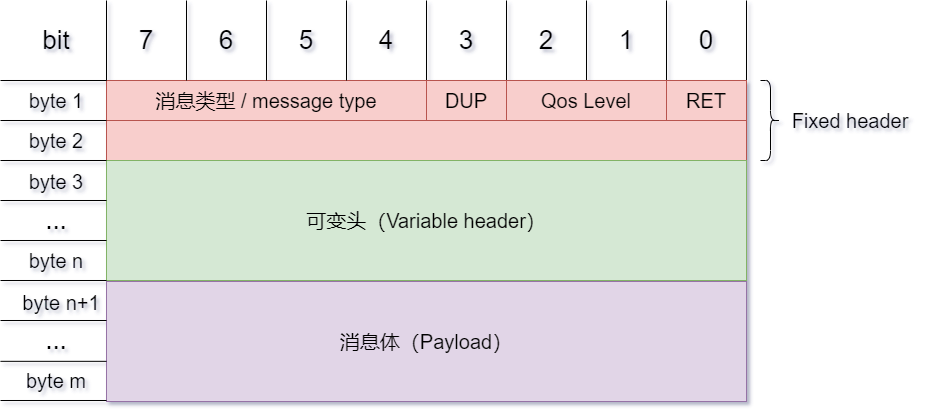 bit 7 6 5 4 3 2 1 0
byte 1 消息类型 / message type DUP Qos Level RET
Fixed header
byte 2
byte 3
...
可变头（Variable header）
byte n
byte n+1
...
消息体（Payload）
byte m